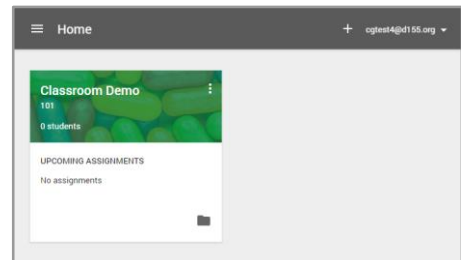 Home
+ cgtest4@d155.org
Classroom Demo
101
0 students
UPCOMING ASSIGNMENTS
No assignments